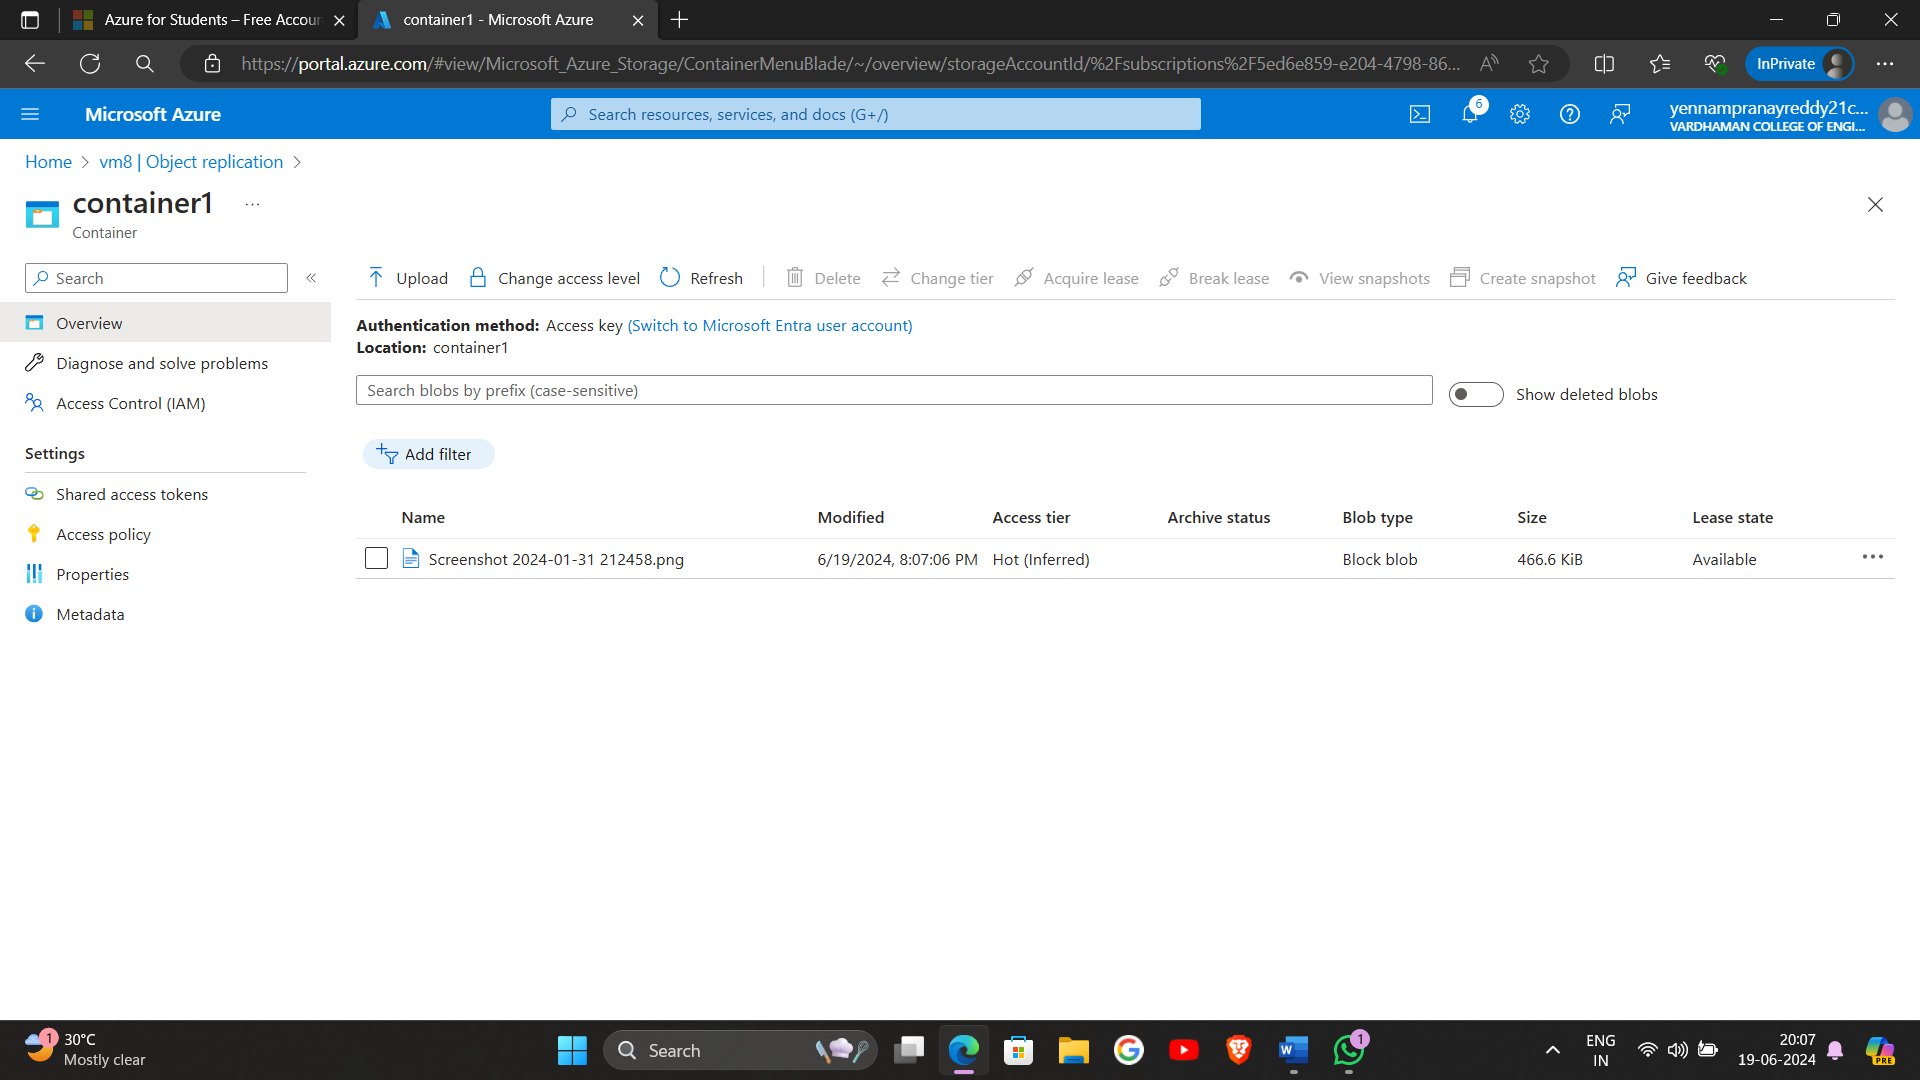 Azure for Students – Free Accoun
container1 - Microsoft Azure
https://portal.azure.com/#view/Microsoft_Azure_Storage/ContainerMenuBlade/~/overview/storageAccountId/%2Fsubscriptions%2F5ed6e859-e204-4798-86...
InPrivate
Microsoft Azure
Search resources, services, and docs (G+/)
6
yennampranayreddy21c...
VARDHAMAN COLLEGE OF ENGI...
Home > vm8 | Object replication >
container1 ...
Container
Search
«
Upload
Change access level
Refresh
Delete
Change tier
Acquire lease
Break lease
View snapshots
Create snapshot
Give feedback
Overview
Diagnose and solve problems
Access Control (IAM)
Settings
Shared access tokens
Access policy
Properties
Metadata
Authentication method: Access key (Switch to Microsoft Entra user account)
Location: container1
Search blobs by prefix (case-sensitive)
Show deleted blobs
Add filter
Name Modified Access tier Archive status Blob type Size Lease state
Screenshot 2024-01-31 212458.png 6/19/2024, 8:07:06 PM Hot (Inferred) Block blob 466.6 KiB Available ...
1
30°C
Mostly clear
Search
W
1
ENG
IN
20:07
19-06-2024
PRE